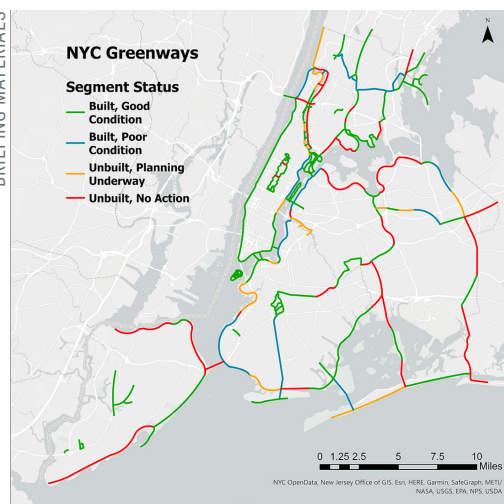 BRIEFING MATERIALS
NYC Greenways
Segment Status
Built, Good
Condition
Built, Poor
Condition
Unbuilt, Planning
Underway
Unbuilt, No Action
N
0 1.25 2.5 5 7.5 10
Miles
NYC OpenData, New Jersey Office of GIS, Esri, HERE, Garmin, SafeGraph, METI/
NASA, USGS, EPA, NPS, USDA